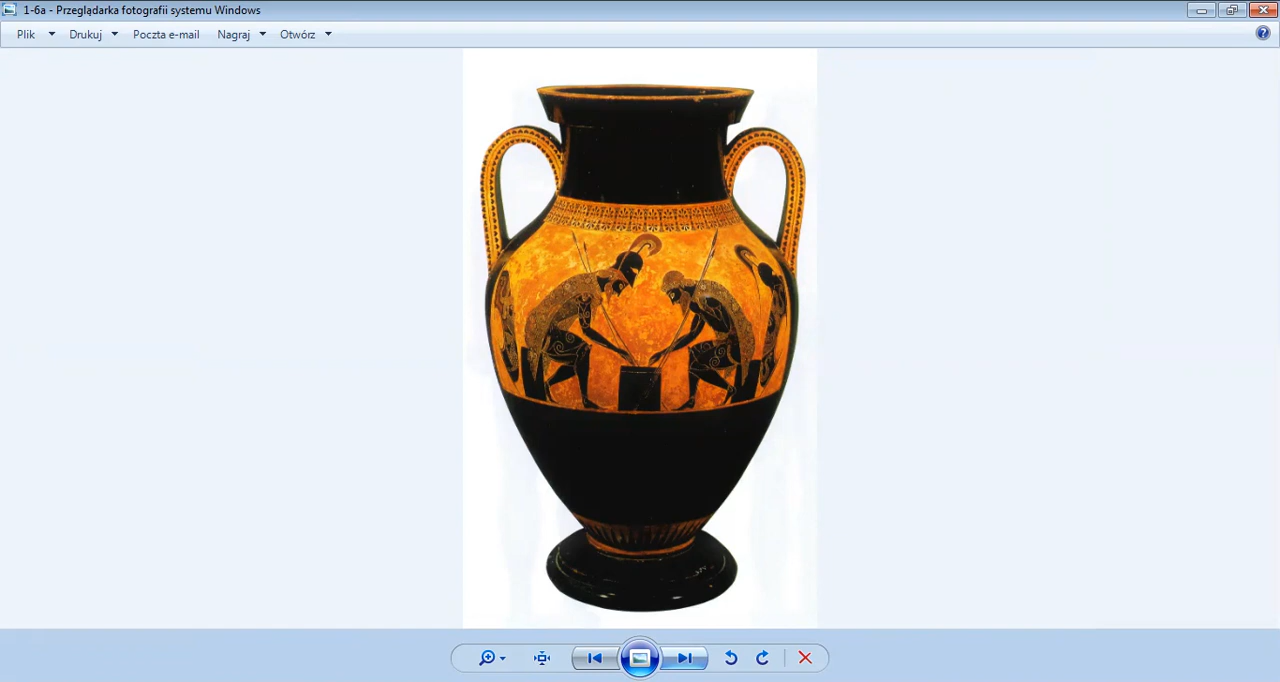 1-6a - Przeglądarka fotografii systemu Windows
Plik Drukuj Poczta e-mail Nagraj Otwórz